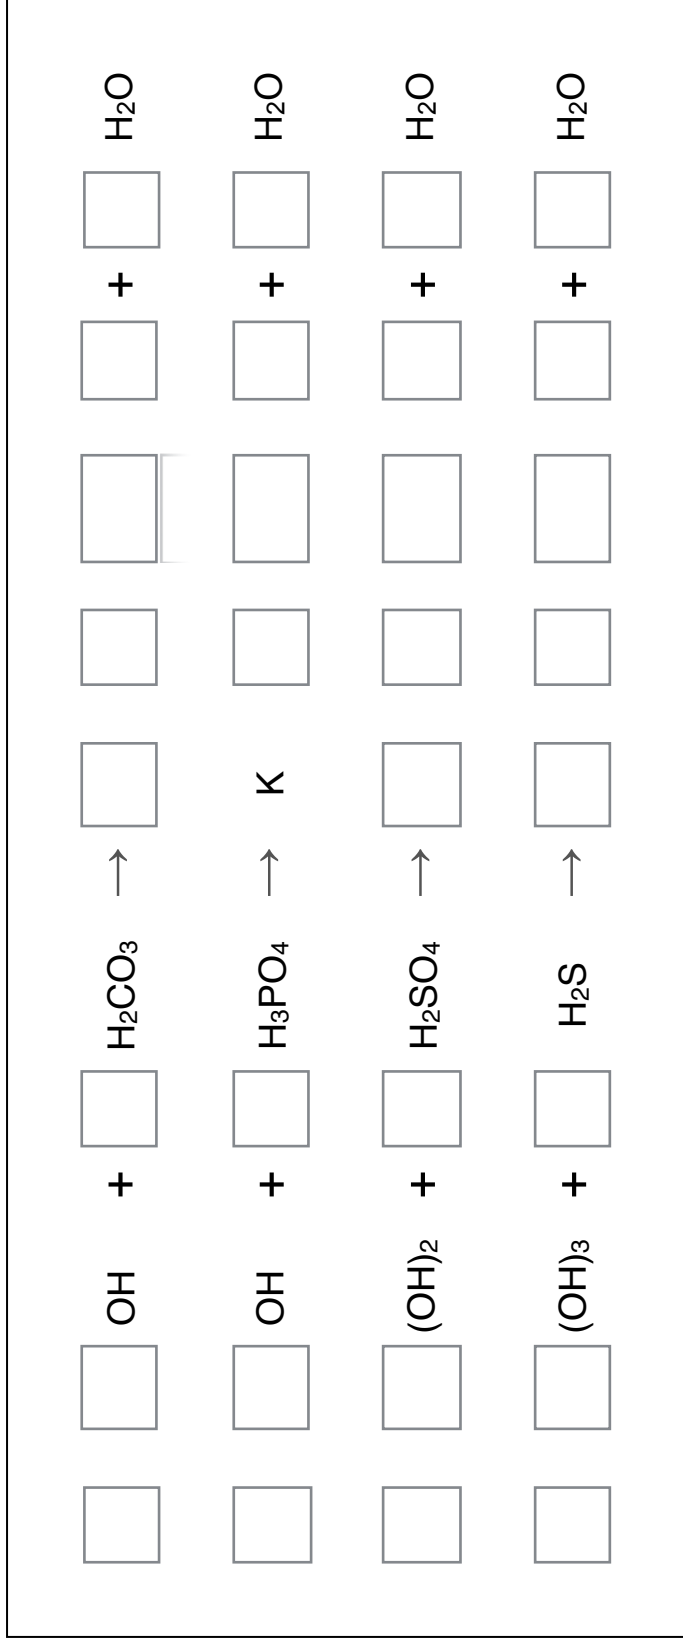 OH + H₂CO₃ → + H₂O
OH + H₃PO₄ → K + H₂O
(OH)₂ + H₂SO₄ → + H₂O
(OH)₃ + H₂S → + H₂O